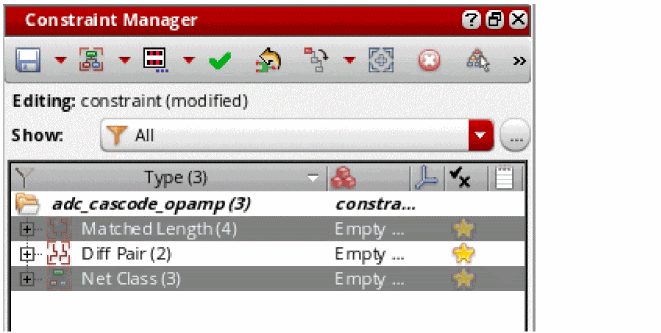 Constraint Manager
»
Editing: constraint (modified)
Show: All ...
Type (3)
adc_cascode_opamp (3) constra...
Matched Length (4) Empty ...
Diff Pair (2) Empty ...
Net Class (3) Empty ...